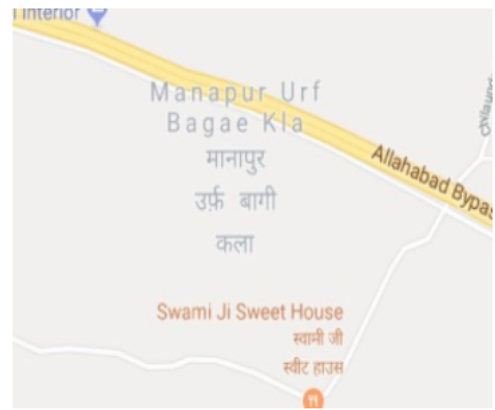 Interior
Manapur Urf
Bagae Kla
मानापुर
उर्फ़ बागी
कला
Allahabad Bypas
Swami Ji Sweet House
स्वामी जी
स्वीट हाउस